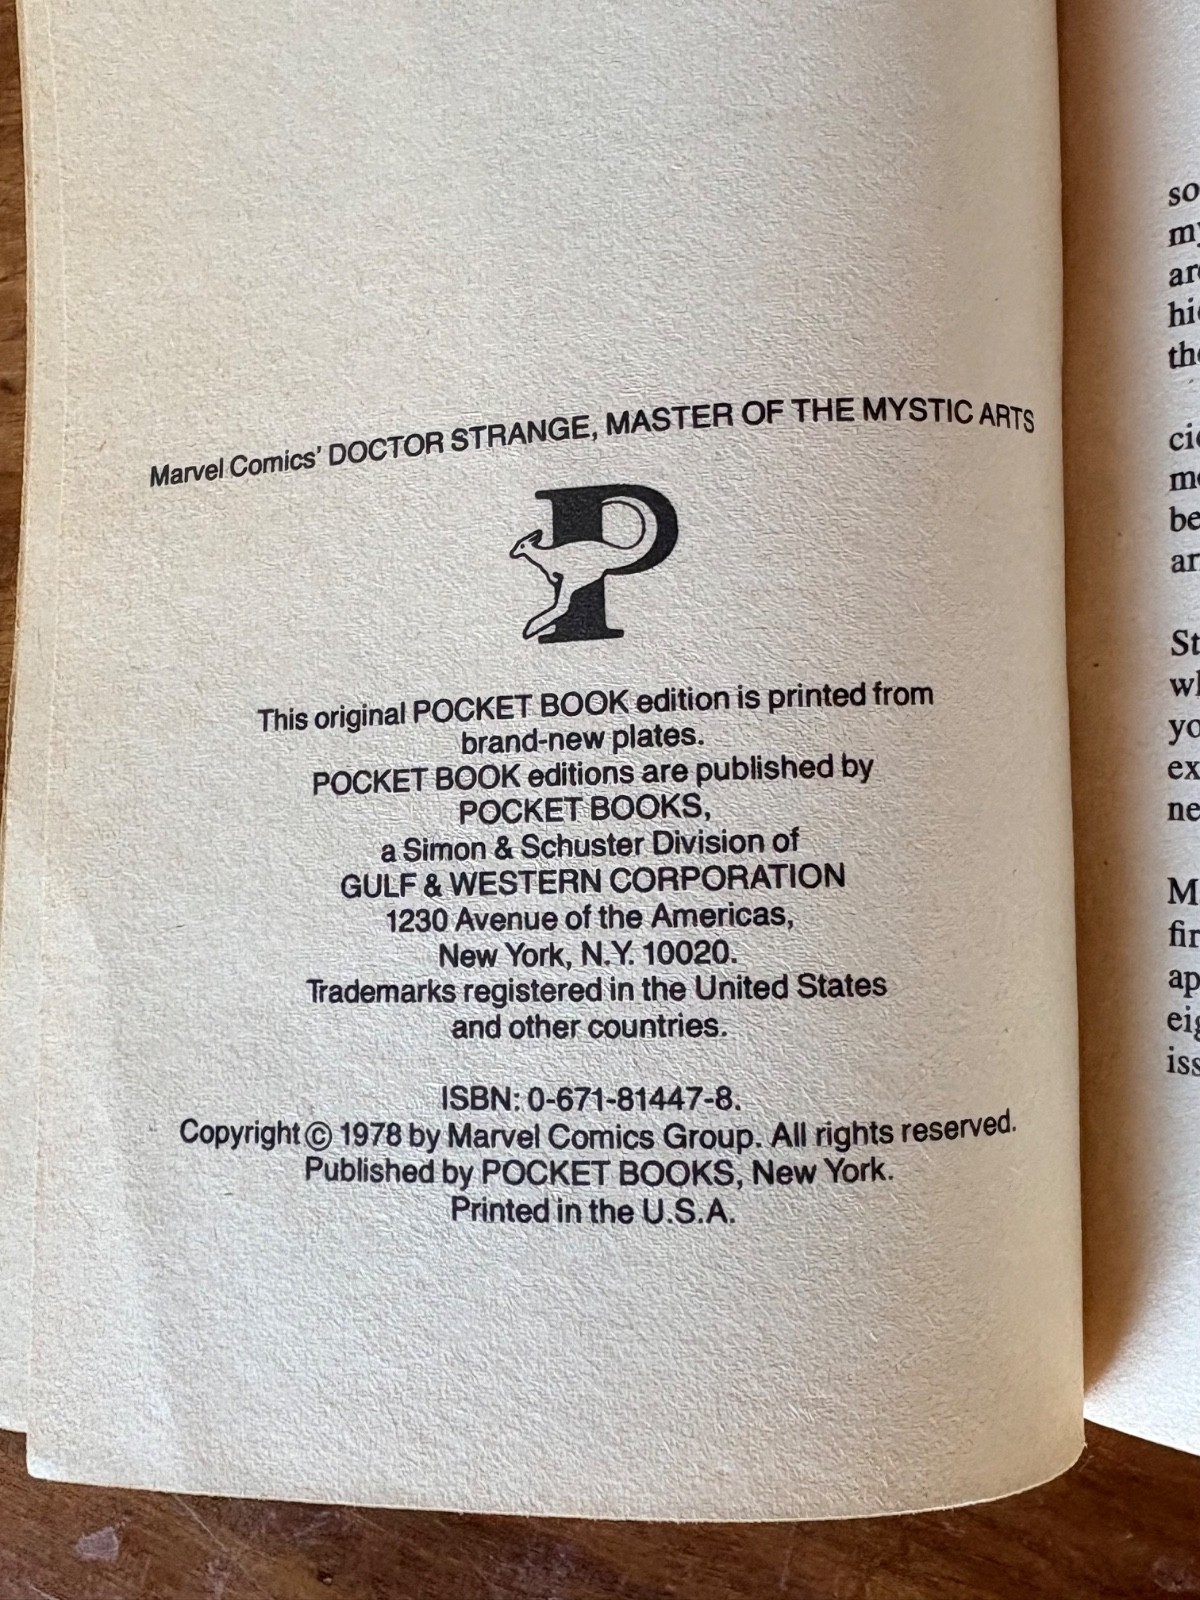 Marvel Comics' DOCTOR STRANGE, MASTER OF THE MYSTIC ARTS
P
This original POCKET BOOK edition is printed from
brand-new plates.
POCKET BOOK editions are published by
POCKET BOOKS,
a Simon & Schuster Division of
GULF & WESTERN CORPORATION
1230 Avenue of the Americas,
New York, N.Y. 10020.
Trademarks registered in the United States
and other countries.
ISBN: 0-671-81447-8.
Copyright © 1978 by Marvel Comics Group. All rights reserved.
Published by POCKET BOOKS, New York.
Printed in the U.S.A.